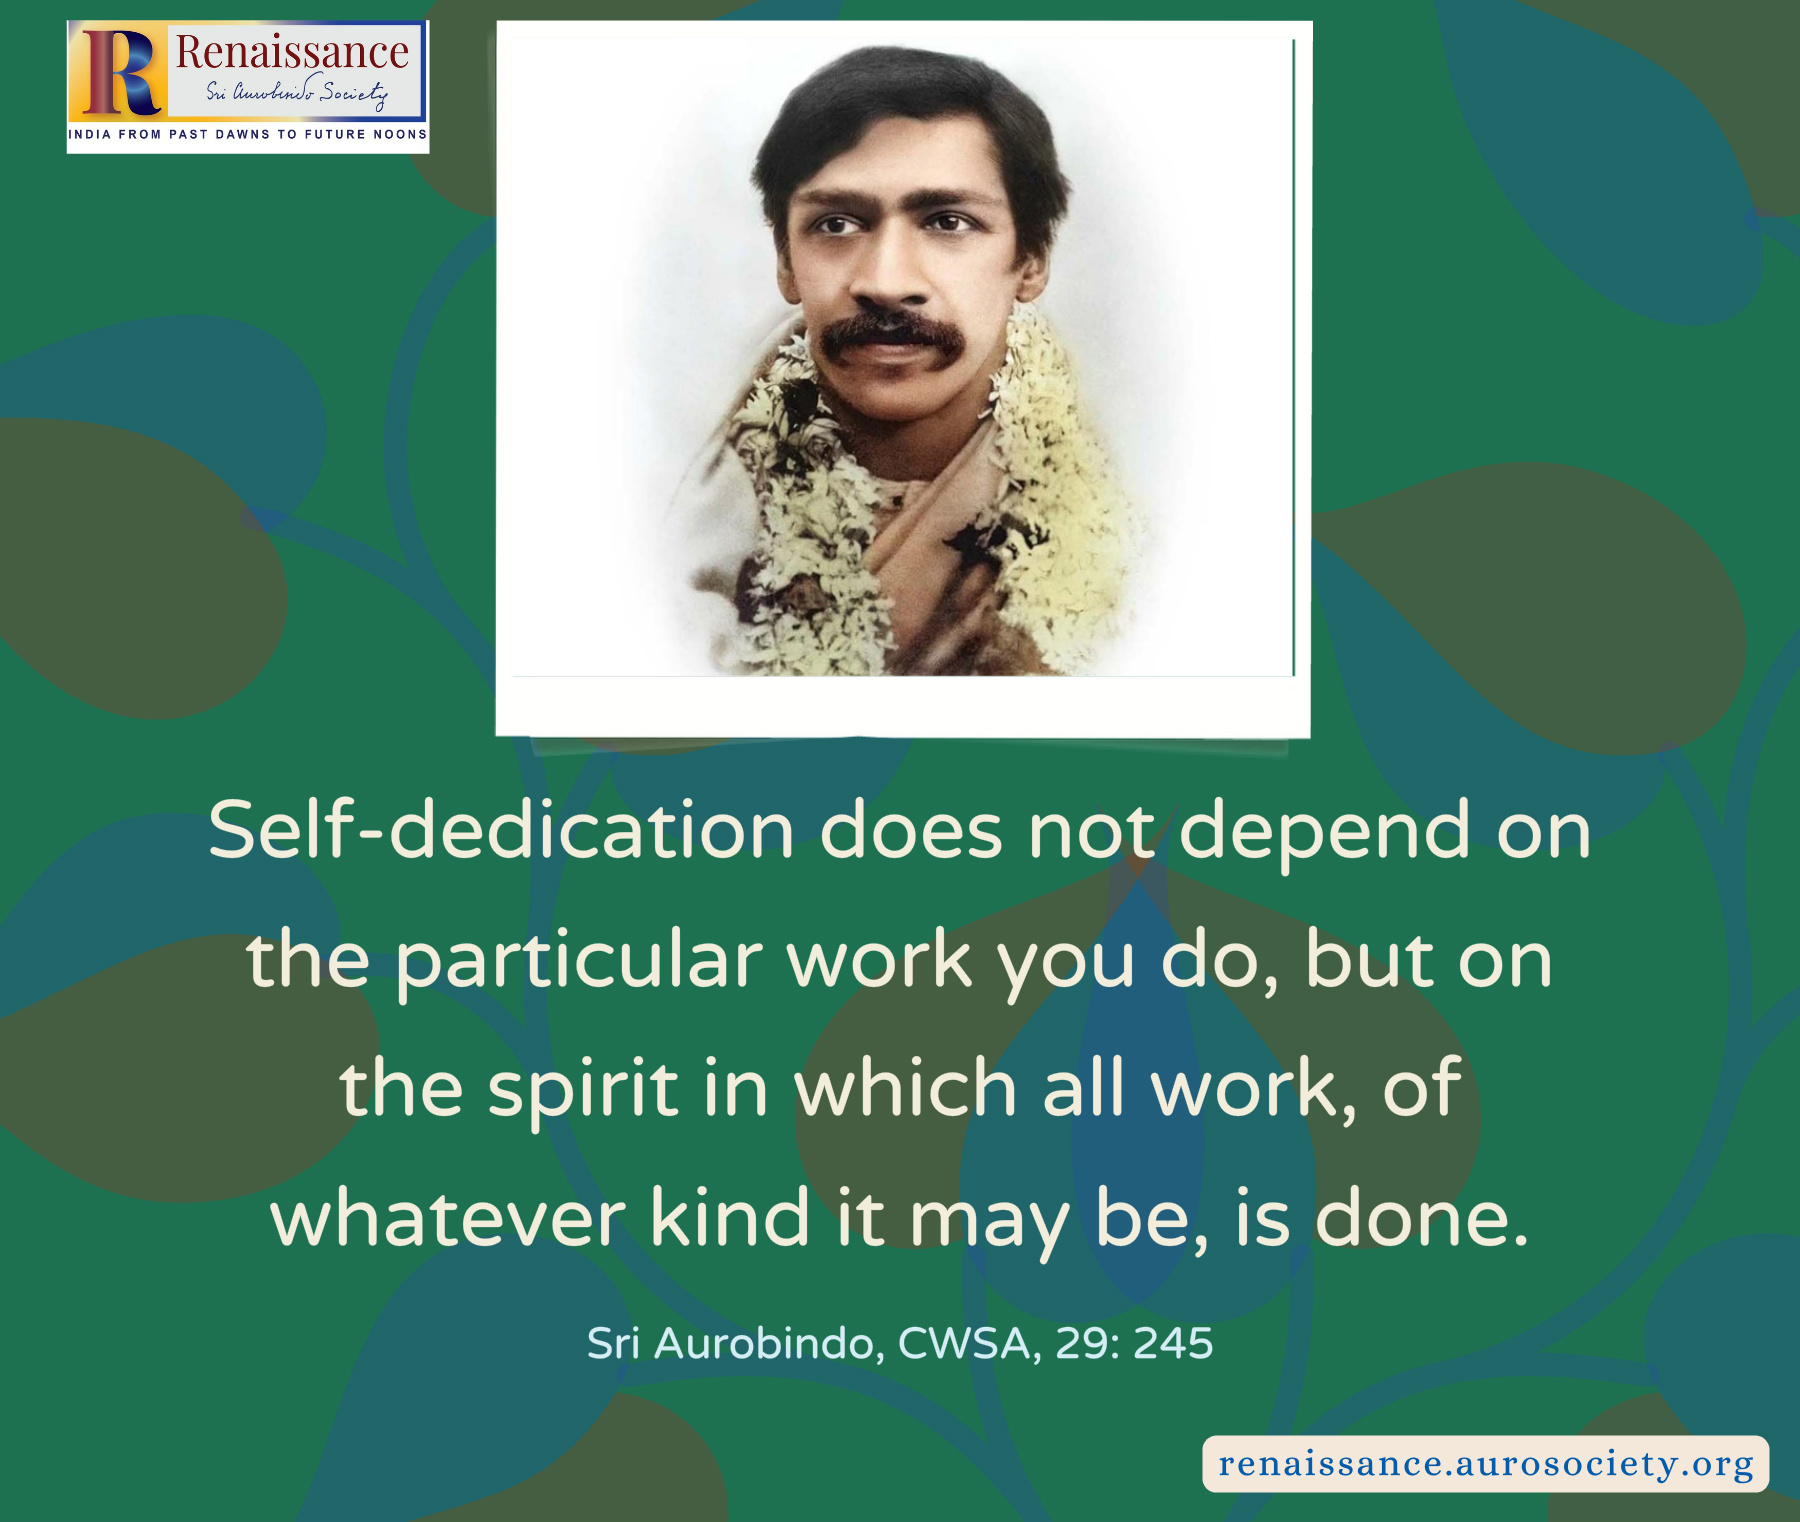 R Renaissance
Sri Aurobindo Society
INDIA FROM PAST DAWNS TO FUTURE NOONS
Self-dedication does not depend on
the particular work you do, but on
the spirit in which all work, of
whatever kind it may be, is done.
Sri Aurobindo, CWSA, 29: 245
renaissance.aurosociety.org